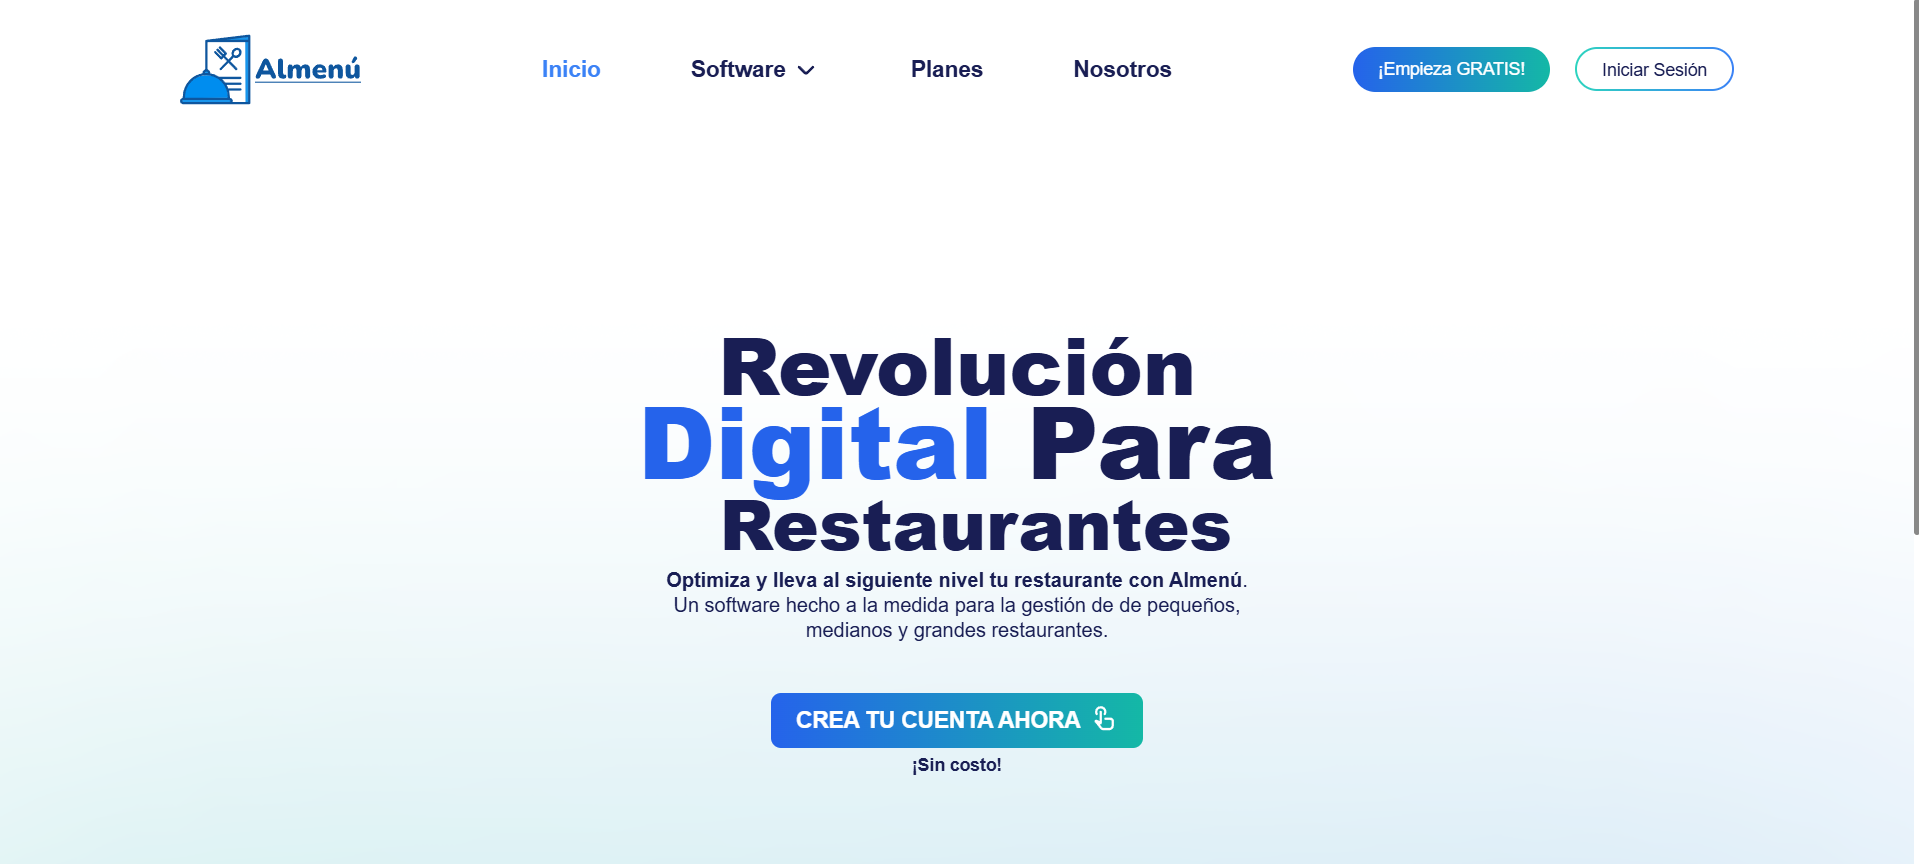 Almenú
Inicio
Software
Planes
Nosotros
¡Empieza GRATIS!
Iniciar Sesión
Revolución
Digital Para
Restaurantes
Optimiza y lleva al siguiente nivel tu restaurante con Almenú.
Un software hecho a la medida para la gestión de de pequeños,
medianos y grandes restaurantes.
CREA TU CUENTA AHORA
¡Sin costo!